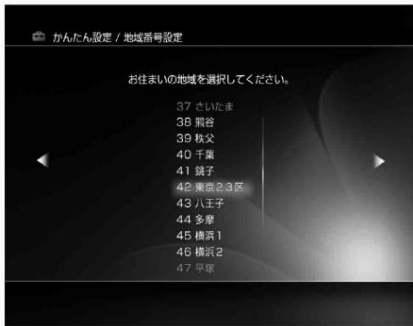 かんたん設定 / 地域番号設定
お住まいの地域を選択してください。
37 さいたま
38 熊谷
39 秩父
40 千葉
41 銚子
42 東京23区
43 八王子
44 多摩
45 横浜1
46 横浜2
47 平塚